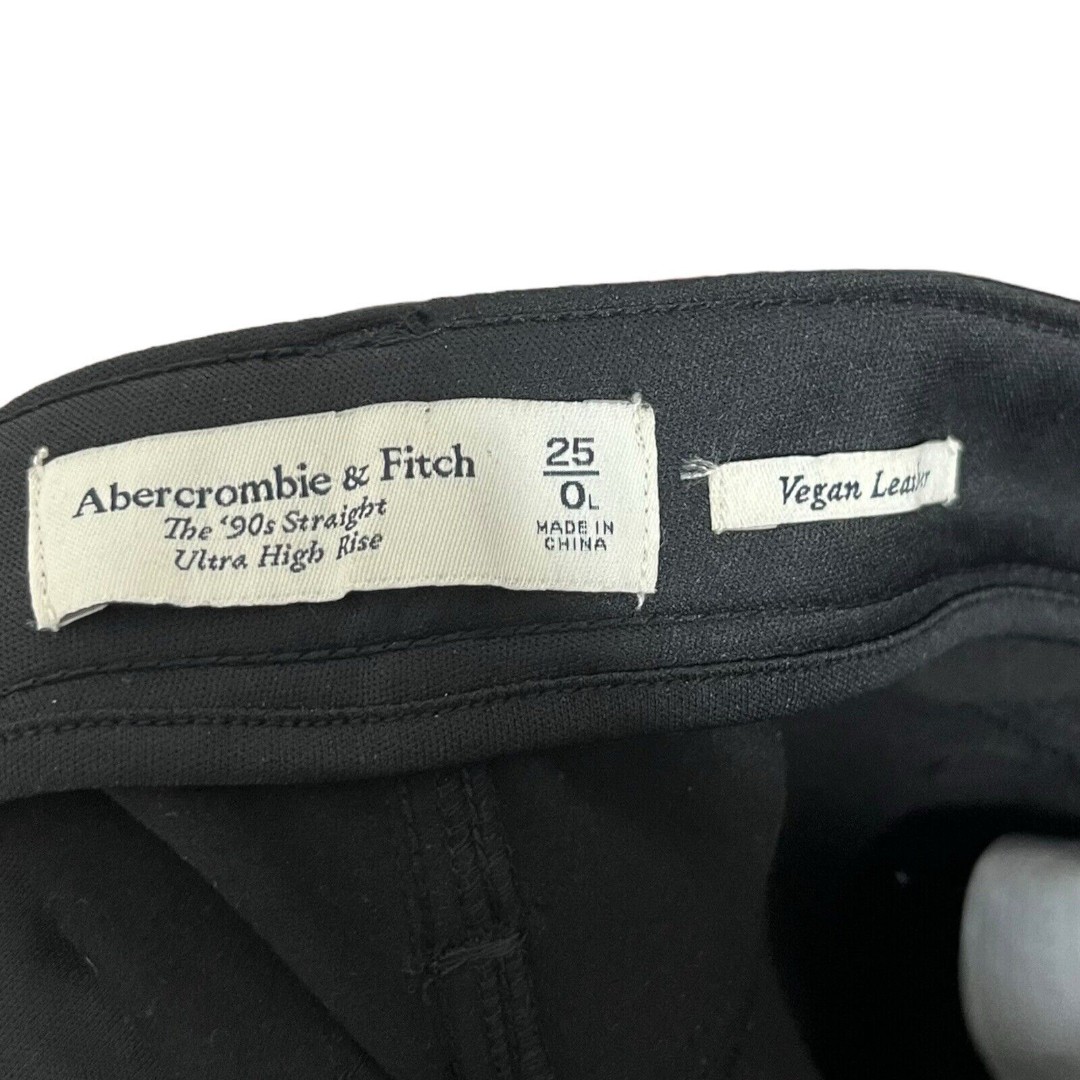 Abercrombie & Fitch
The '90s Straight
Ultra High Rise
25
0L
MADE IN
CHINA
Vegan Leather